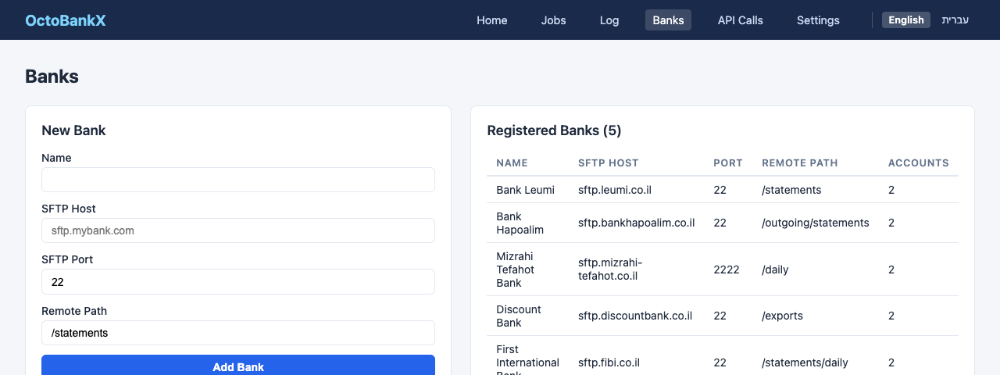 OctoBankX Home Jobs Log Banks API Calls Settings English עברית
Banks
New Bank
Name
SFTP Host
sftp.mybank.com
SFTP Port
22
Remote Path
/statements
Add Bank
Registered Banks (5)
NAME SFTP HOST PORT REMOTE PATH ACCOUNTS
Bank Leumi sftp.leumi.co.il 22 /statements 2
Bank
Hapoalim sftp.bankhapoalim.co.il 22 /outgoing/statements 2
Mizrahi
Tefahot
Bank sftp.mizrahi-
tefahot.co.il 2222 /daily 2
Discount
Bank sftp.discountbank.co.il 22 /exports 2
First
International
Bank sftp.fibi.co.il 22 /statements/daily 2